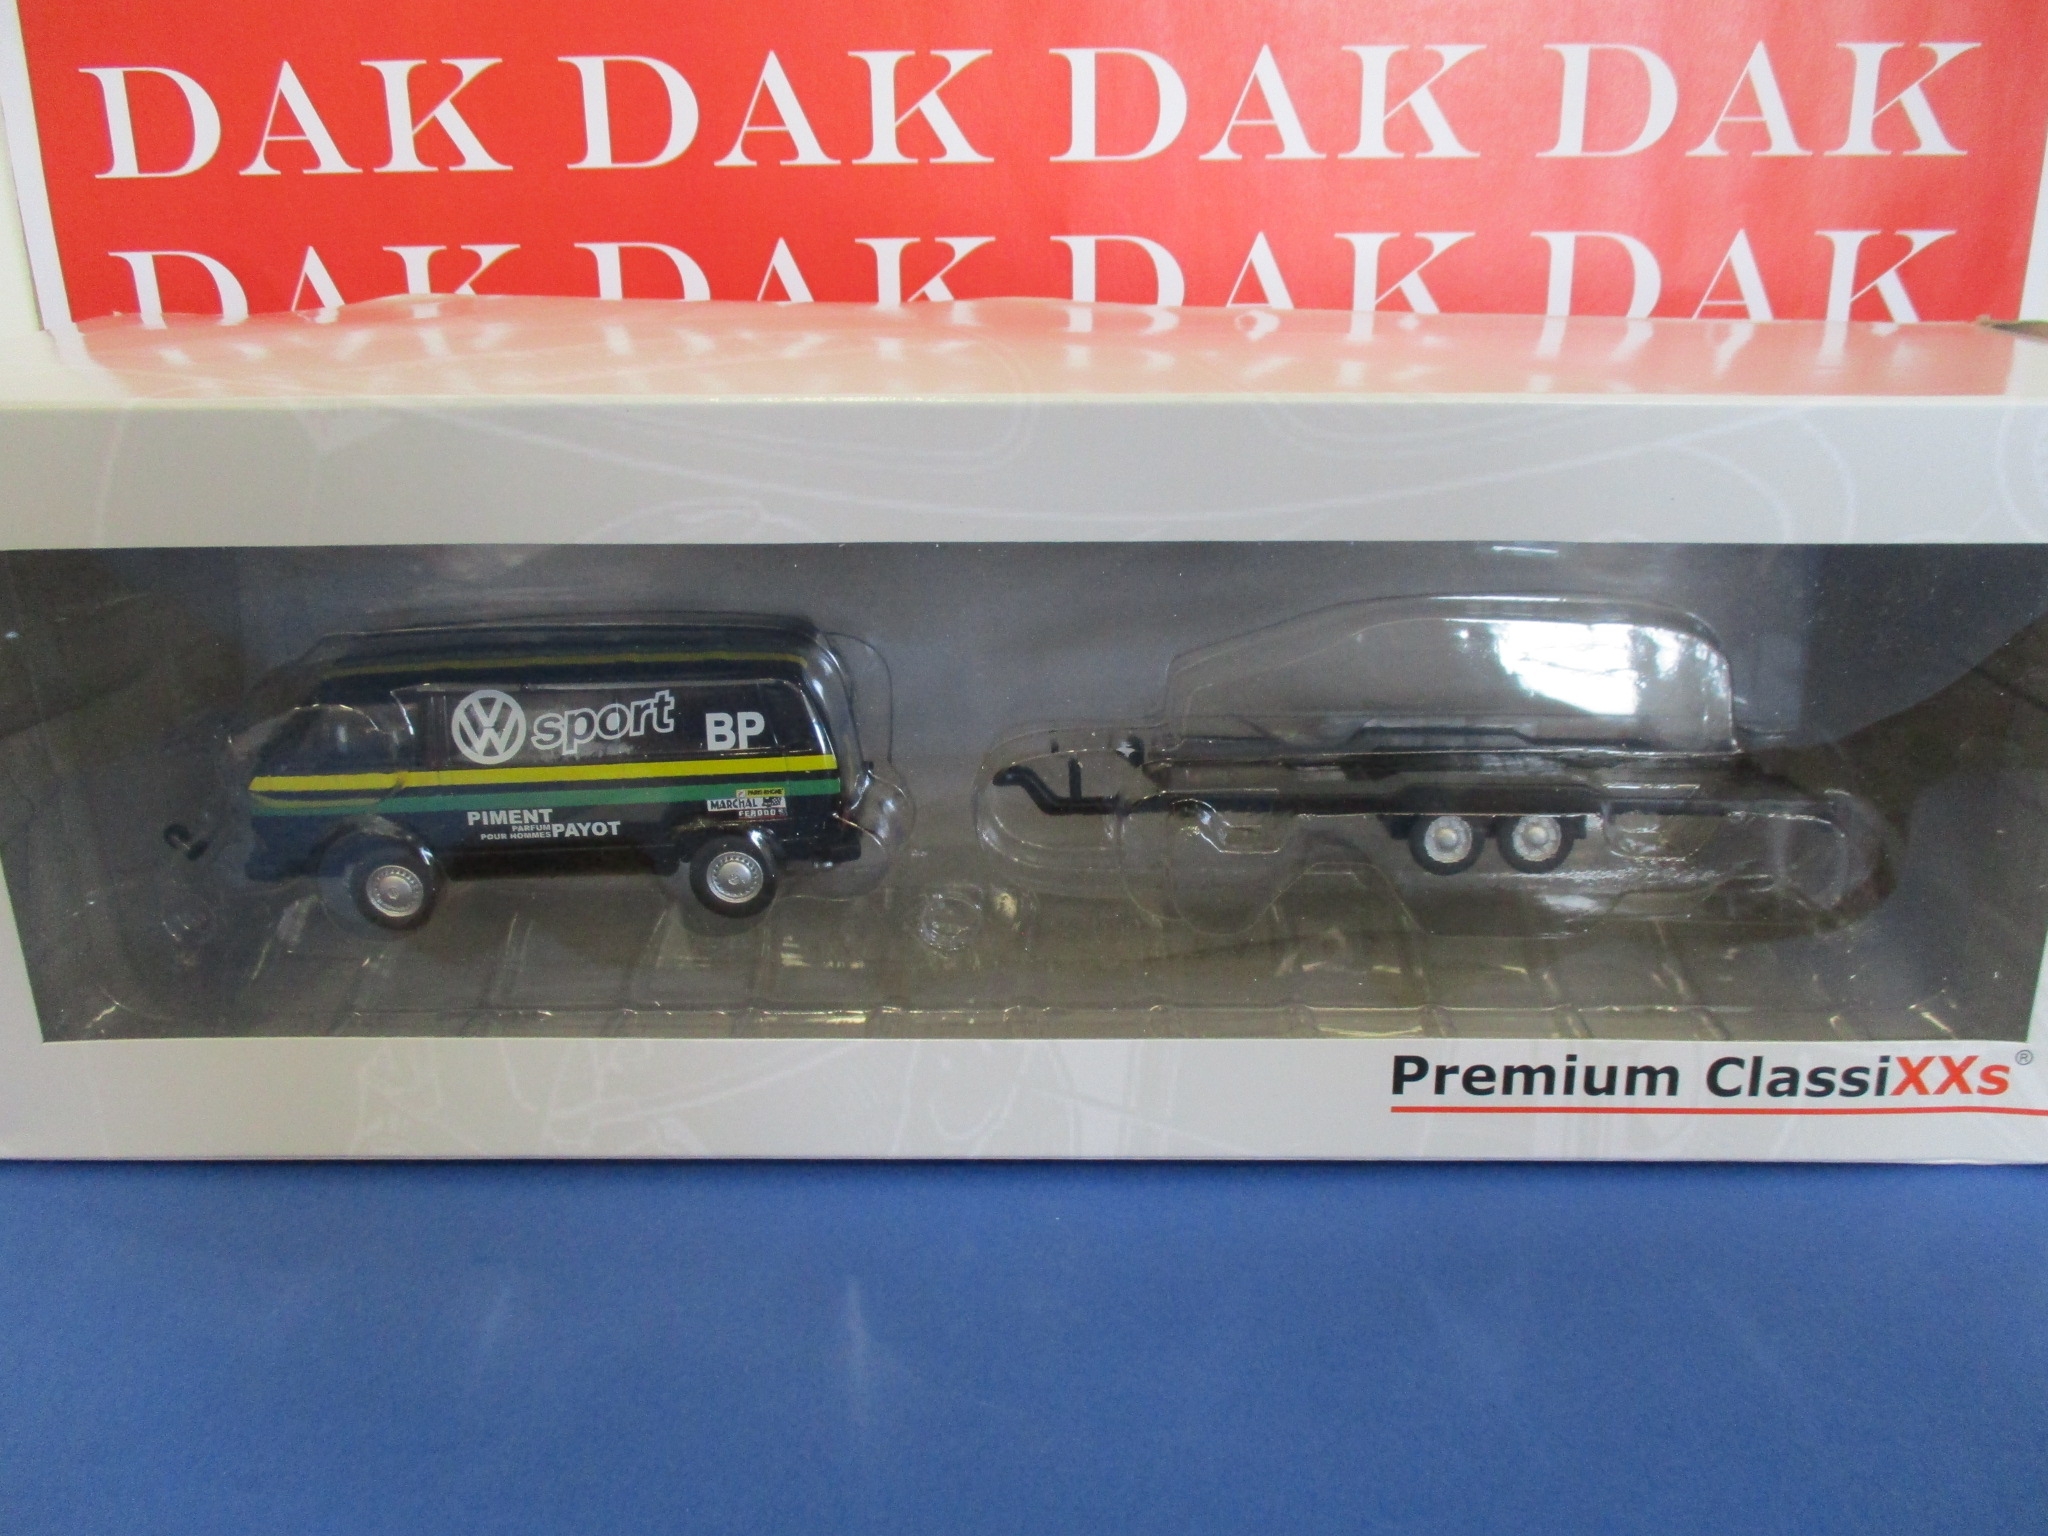 DAK DAK DAK DAK
DAK DAK DAK DAK
VW sport BP
PIMENT
PARFUM
POUR HOMMES PAYOT
MARCHAL
FERODO
Premium ClassiXXs®